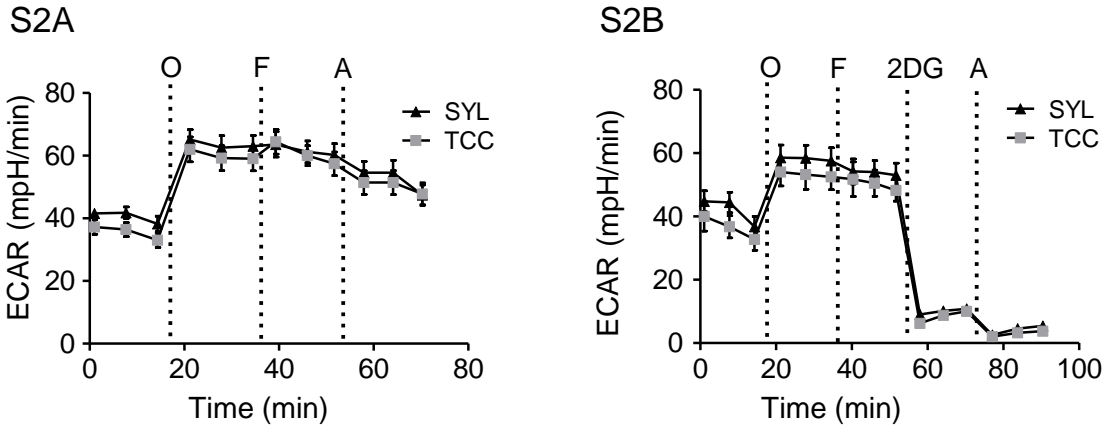 S2A
O F A
80
60
40
20
0
ECAR (mpH/min)
SYL
TCC
0 20 40 60 80
Time (min)
S2B
O F 2DG A
80
60
40
20
0
ECAR (mpH/min)
SYL
TCC
0 20 40 60 80 100
Time (min)